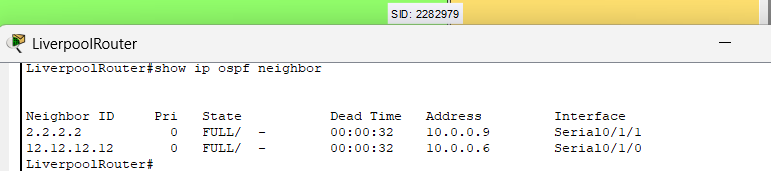 SID: 2282979
LiverpoolRouter
LiverpoolRouter#show ip ospf neighbor
Neighbor ID     Pri   State           Dead Time   Address         Interface
2.2.2.2           0   FULL/  -        00:00:32    10.0.0.9        Serial0/1/1
12.12.12.12       0   FULL/  -        00:00:32    10.0.0.6        Serial0/1/0
LiverpoolRouter#